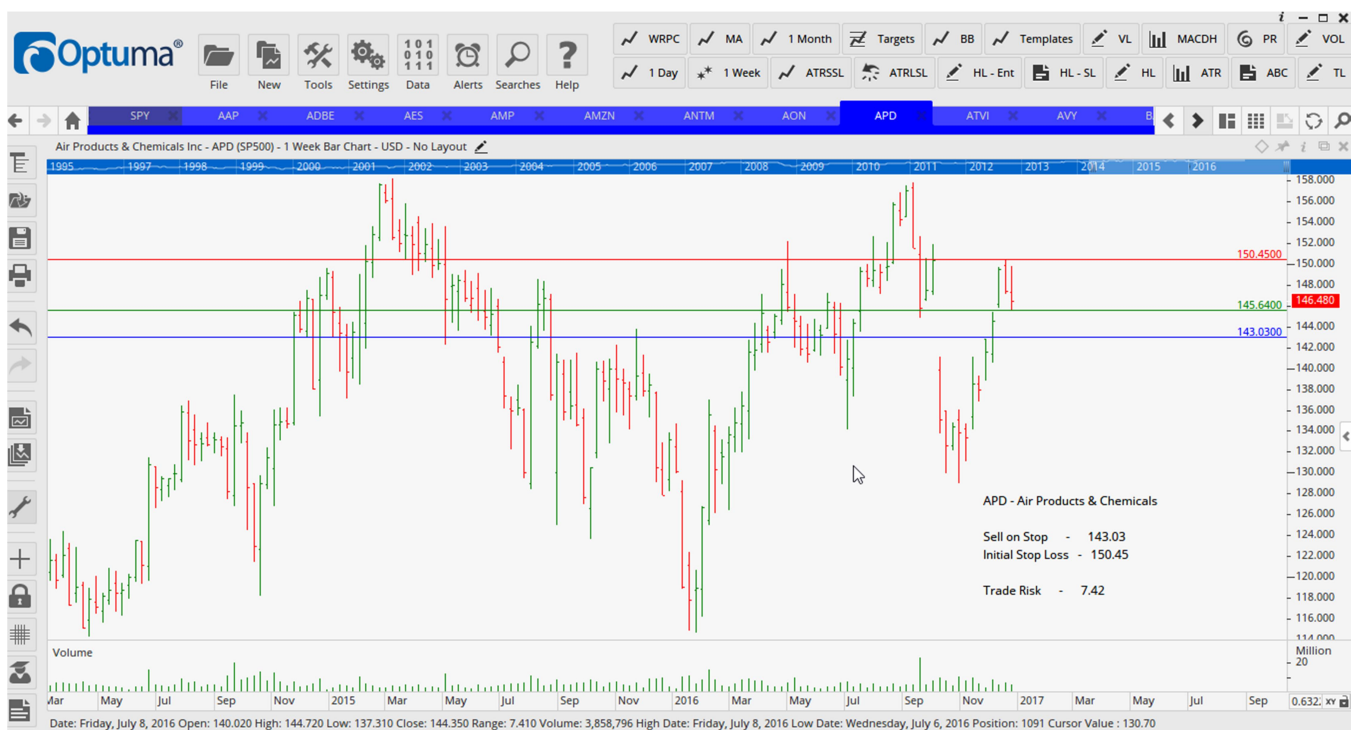 i
Optuma®
File New Tools Settings Data Alerts Searches Help
WRPC MA 1 Month Targets BB Templates VL MACDH PR VOL
1 Day 1 Week ATRSSL ATRLSL HL - Ent HL - SL HL ATR ABC TL
SPY AAP ADBE AES AMP AMZN ANTM AON APD ATVI AVY
Air Products & Chemicals Inc - APD (SP500) - 1 Week Bar Chart - USD - No Layout
1995 1997 1998 1999 2000 2001 2002 2003 2004 2005 2006 2007 2008 2009 2010 2011 2012 2013 2014 2015 2016
158.000
156.000
154.000
152.000
150.4500
150.000
148.000
146.480
145.6400
144.000
143.0300
142.000
140.000
138.000
136.000
134.000
132.000
130.000
128.000
126.000
124.000
122.000
120.000
118.000
116.000
114.000
APD - Air Products & Chemicals
Sell on Stop - 143.03
Initial Stop Loss - 150.45
Trade Risk - 7.42
Volume
Million
20
Mar May Jul Sep Nov 2015 Mar May Jul Sep Nov 2016 Mar May Jul Sep Nov 2017 Mar May Jul Sep 0.632 XY
Date: Friday, July 8, 2016 Open: 140.020 High: 144.720 Low: 137.310 Close: 144.350 Range: 7.410 Volume: 3,858,796 High Date: Friday, July 8, 2016 Low Date: Wednesday, July 6, 2016 Position: 1091 Cursor Value : 130.70